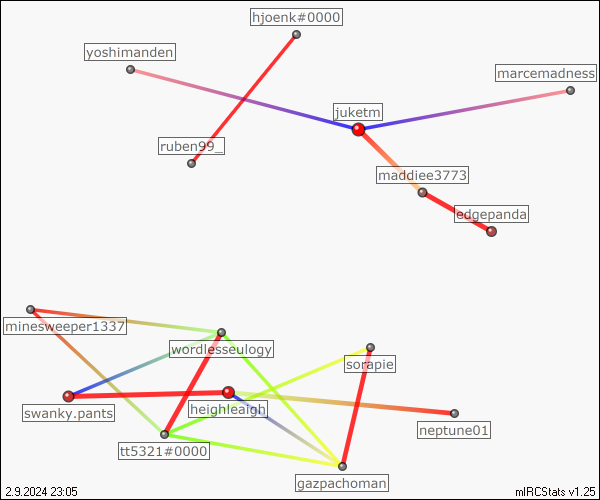 hjoenk#0000
yoshimanden
marcemadness
juketm
ruben99_
maddiee3773
edgepanda
minesweeper1337
wordlesseulogy
sorapie
swanky.pants
heighleaigh
neptune01
tt5321#0000
gazpachoman
2.9.2024 23:05
mIRCStats v1.25